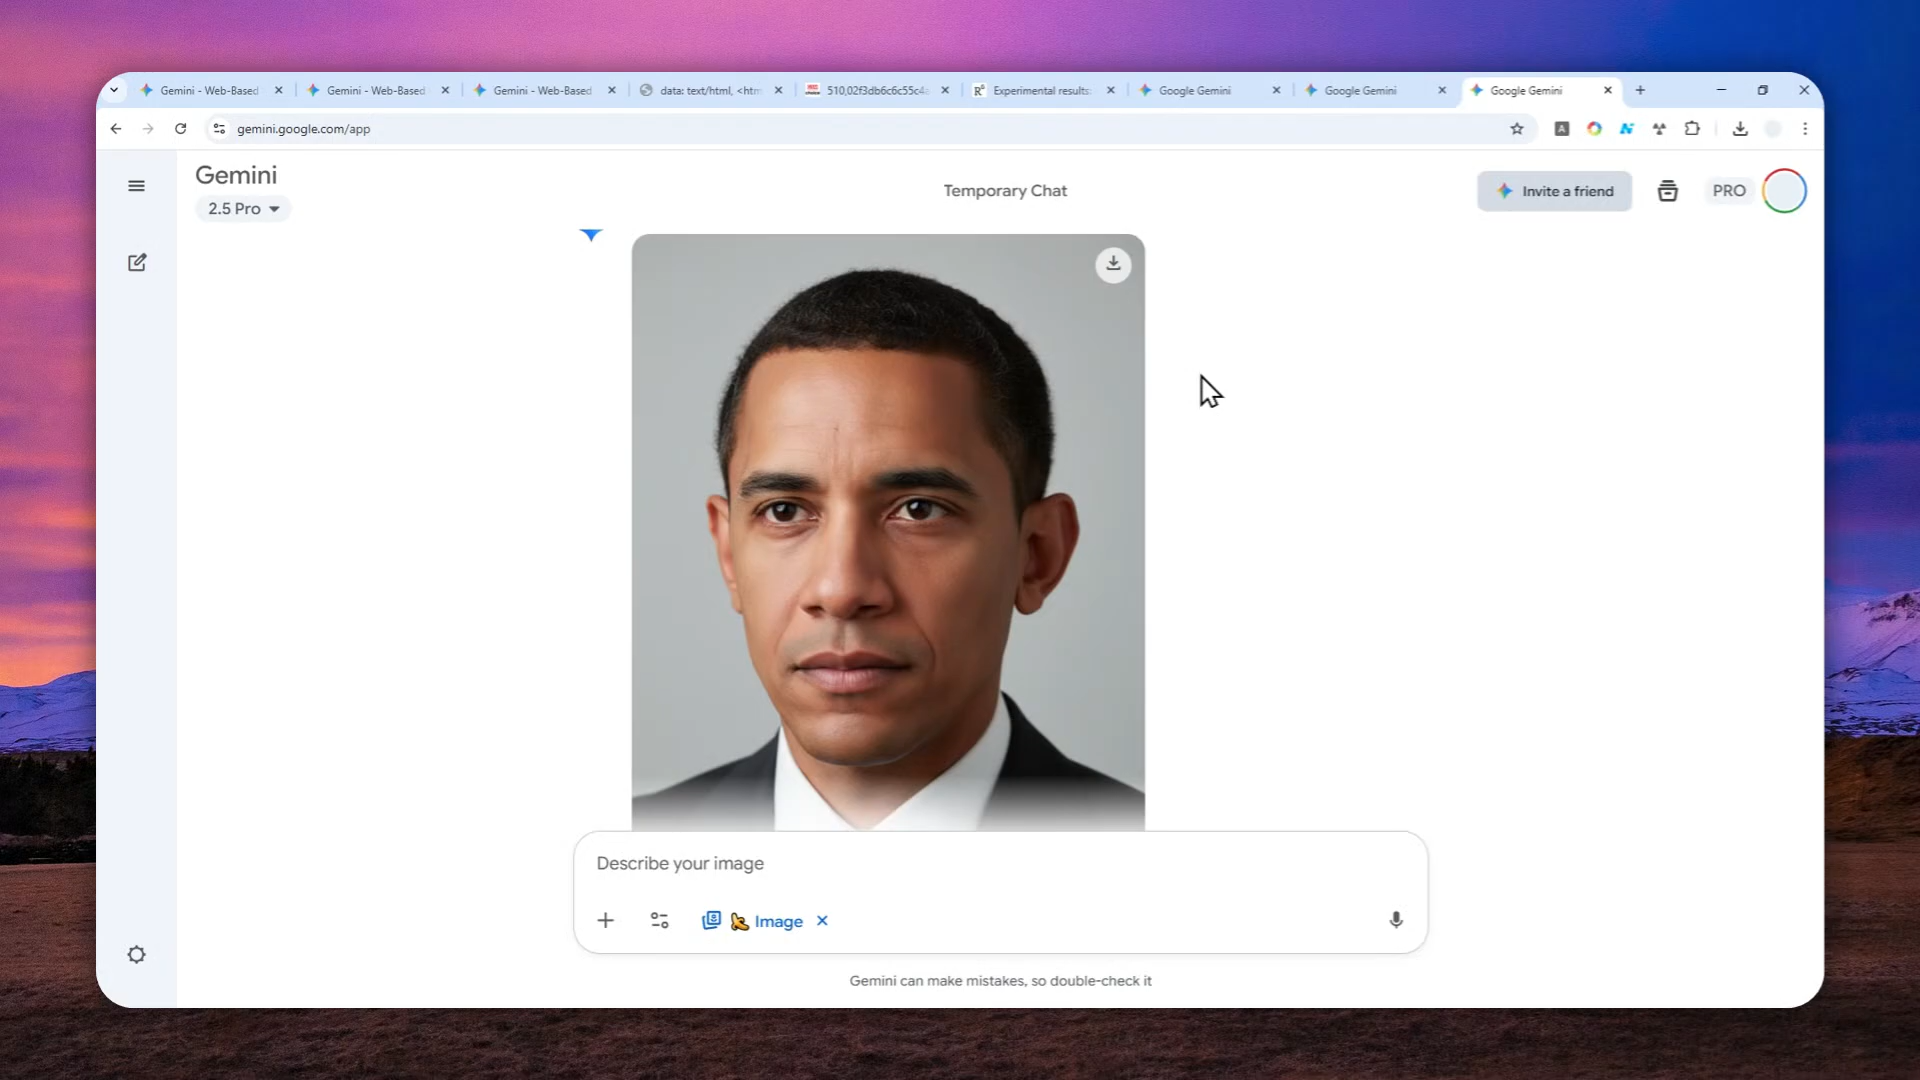 Gemini - Web-Based
Gemini - Web-Based
Gemini - Web-Based
data: text/html, <htm
510,02f3db6c6c55c4a
Experimental results:
Google Gemini
Google Gemini
Google Gemini
gemini.google.com/app
Gemini
2.5 Pro
Temporary Chat
Invite a friend
PRO
Describe your image
Image
Gemini can make mistakes, so double-check it